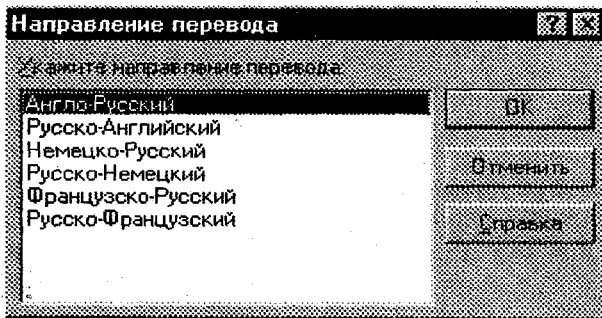 Направление перевода
Укажите направление перевода:
Англо-Русский
Русско-Английский
Немецко-Русский
Русско-Немецкий
Французско-Русский
Русско-Французский
OK
Отменить
Справка